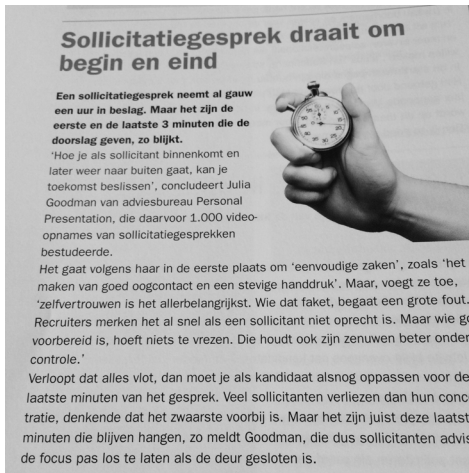 Sollicitatiegesprek draait om
begin en eind
Een sollicitatiegesprek neemt al gauw
een uur in beslag. Maar het zijn de
eerste en de laatste 3 minuten die de
doorslag geven, zo blijkt.
'Hoe je als sollicitant binnenkomt en
later weer naar buiten gaat, kan je
toekomst beslissen', concludeert Julia
Goodman van adviesbureau Personal
Presentation, die daarvoor 1.000 video-
opnames van sollicitatiegesprekken
bestudeerde.
Het gaat volgens haar in de eerste plaats om 'eenvoudige zaken', zoals 'het
maken van goed oogcontact en een stevige handdruk'. Maar, voegt ze toe,
'zelfvertrouwen is het allerbelangrijkst. Wie dat faket, begaat een grote fout.
Recruiters merken het al snel als een sollicitant niet oprecht is. Maar wie
voorbereid is, hoeft niets te vrezen. Die houdt ook zijn zenuwen beter onder
controle.'
Verloopt dat alles vlot, dan moet je als kandidaat alsnog oppassen voor de
laatste minuten van het gesprek. Veel sollicitanten verliezen dan hun conc
tratie, denkende dat het zwaarste voorbij is. Maar het zijn juist deze laatst
minuten die blijven hangen, zo meldt Goodman, die dus sollicitanten advis
de focus pas los te laten als de deur gesloten is.